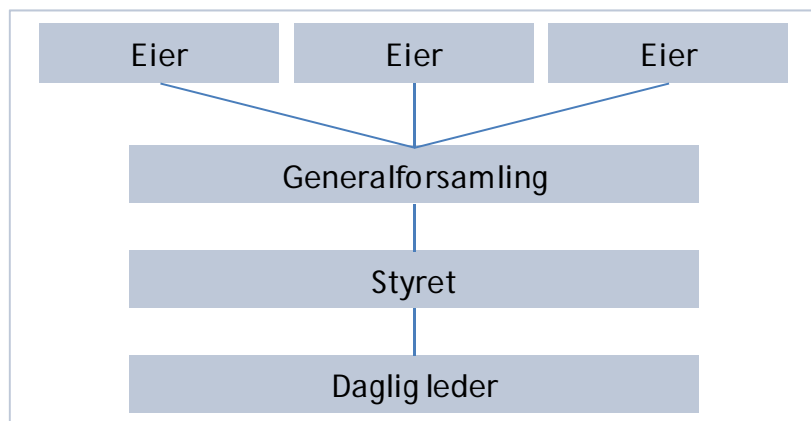 Eier Eier Eier
Generalforsamling
Styret
Daglig leder